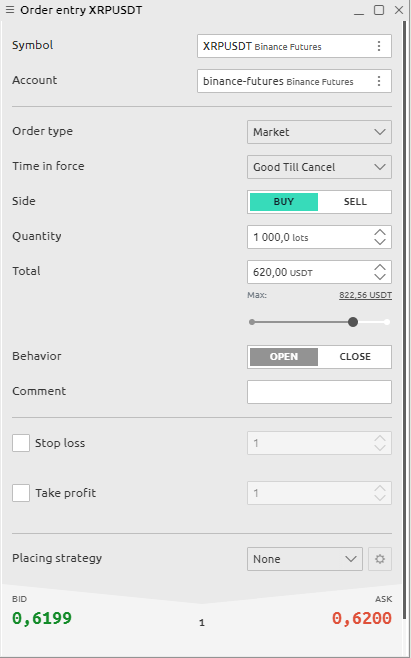 Order entry XRPUSDT
Symbol XRPUSDT Binance Futures
Account binance-futures Binance Futures
Order type Market
Time in force Good Till Cancel
Side BUY SELL
Quantity 1 000,0 lots
Total 620,00 USDT
Max: 822,56 USDT
Behavior OPEN CLOSE
Comment
Stop loss 1
Take profit 1
Placing strategy None
BID ASK
0,6199 1 0,6200